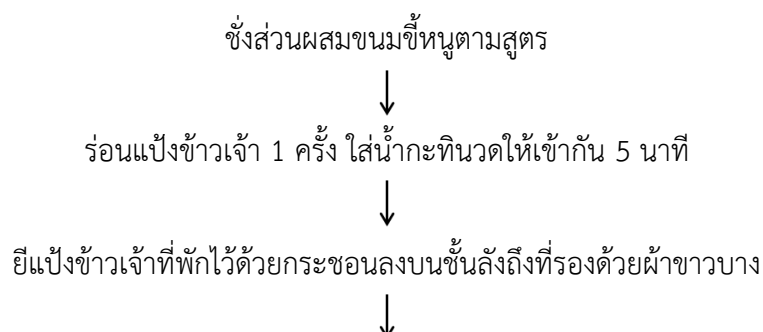 ชั่งส่วนผสมขนมขี้หนูตามสูตร
ร่อนแป้งข้าวเจ้า 1 ครั้ง ใส่น้ำกะทินวดให้เข้ากัน 5 นาที
ยีแป้งข้าวเจ้าที่พักไว้ด้วยกระชอนลงบนชั้นลังถึงที่รองด้วยผ้าขาวบาง